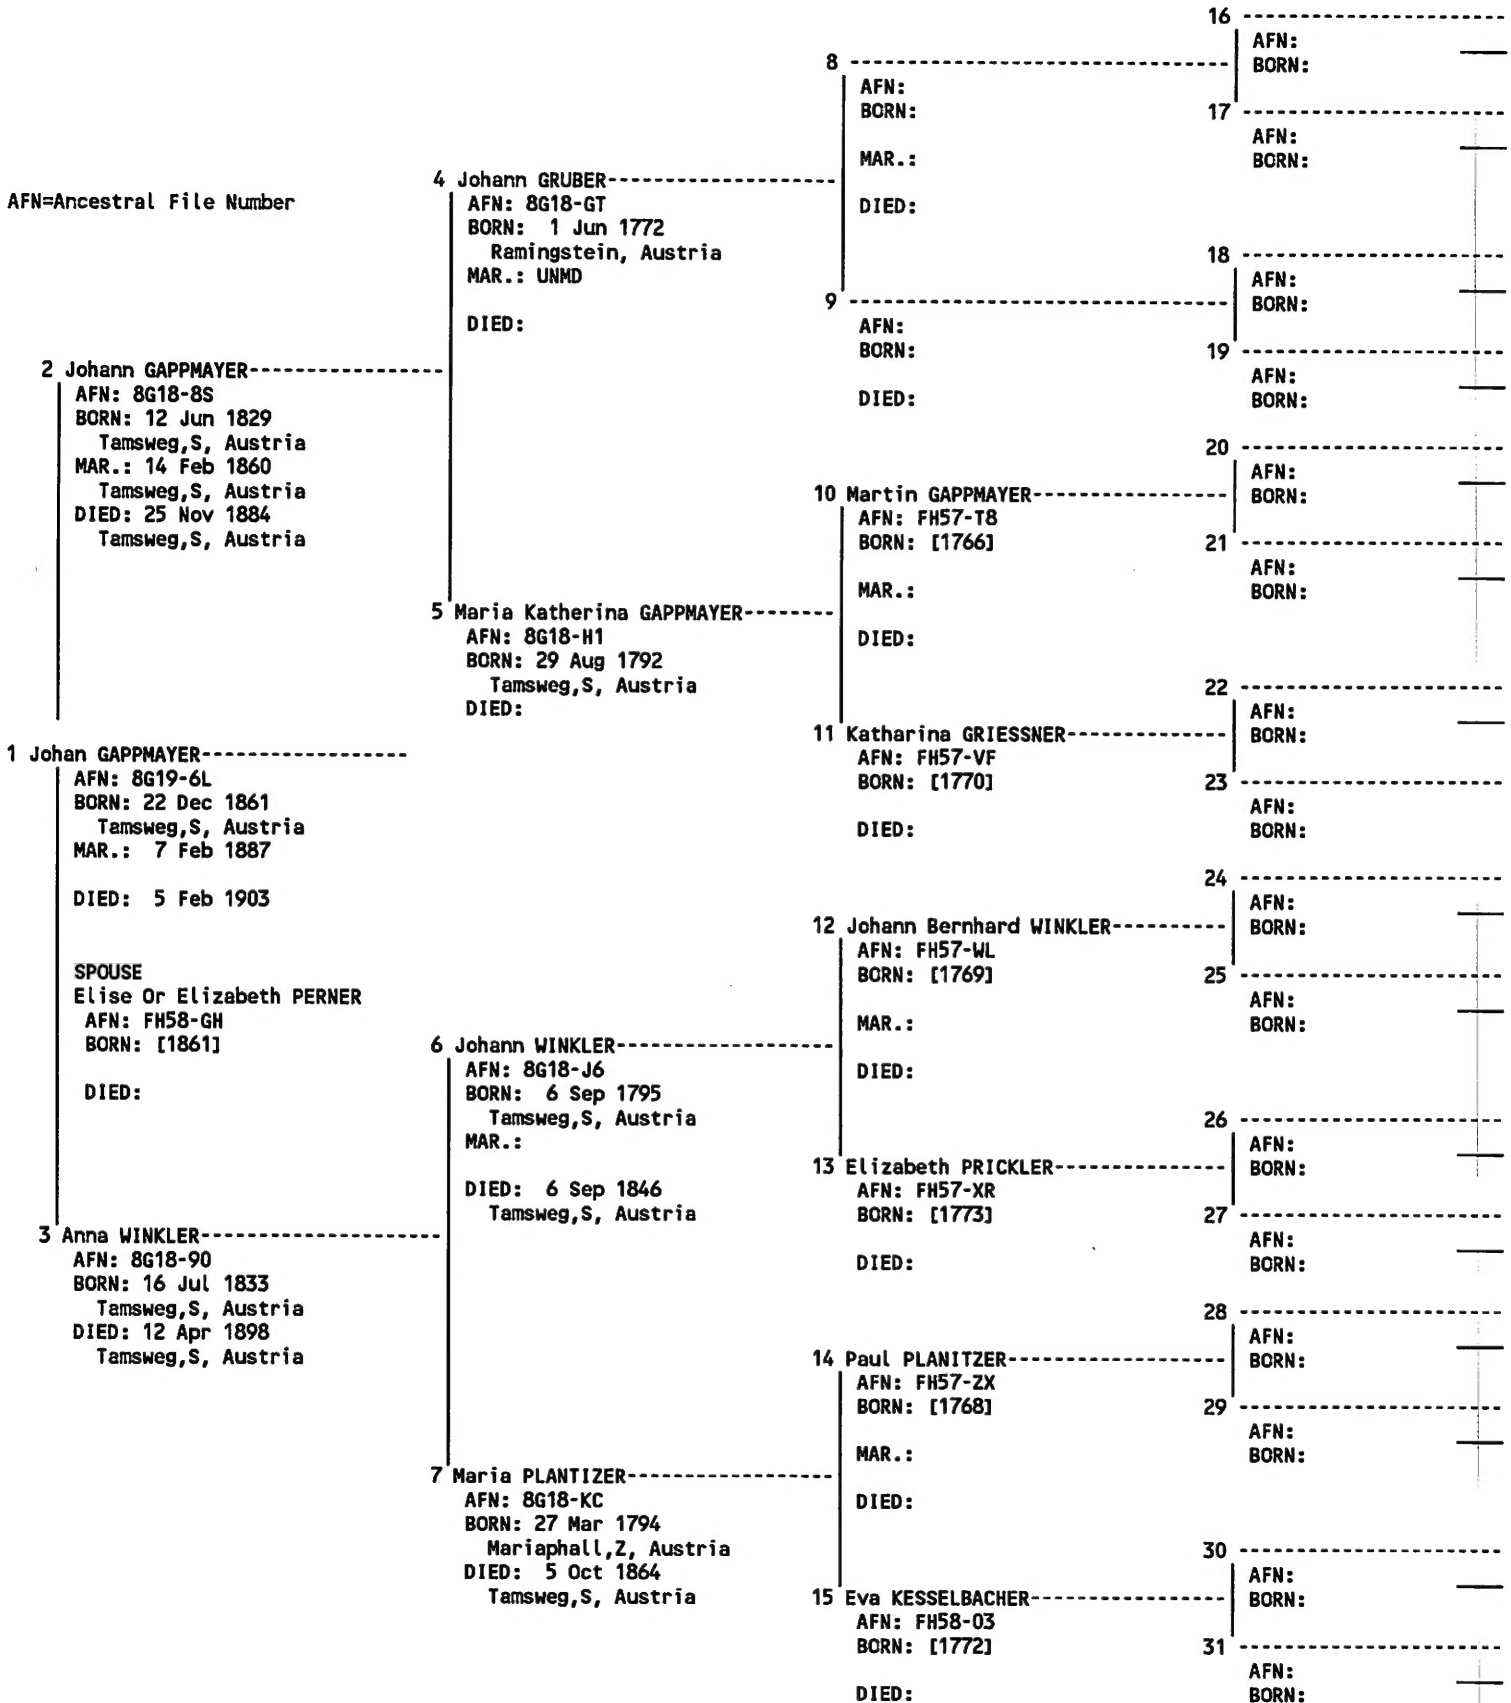 AFN=Ancestral File Number
1 Johan GAPPMAYER
AFN: 8G19-6L
BORN: 22 Dec 1861
Tamsweg,S, Austria
MAR.: 7 Feb 1887
DIED: 5 Feb 1903
SPOUSE
Elise Or Elizabeth PERNER
AFN: FH58-GH
BORN: [1861]
DIED:
2 Johann GAPPMAYER
AFN: 8G18-8S
BORN: 12 Jun 1829
Tamsweg,S, Austria
MAR.: 14 Feb 1860
Tamsweg,S, Austria
DIED: 25 Nov 1884
Tamsweg,S, Austria
3 Anna WINKLER
AFN: 8G18-90
BORN: 16 Jul 1833
Tamsweg,S, Austria
DIED: 12 Apr 1898
Tamsweg,S, Austria
4 Johann GRUBER
AFN: 8G18-GT
BORN: 1 Jun 1772
Ramingstein, Austria
MAR.: UNMD
DIED:
5 Maria Katherina GAPPMAYER
AFN: 8G18-H1
BORN: 29 Aug 1792
Tamsweg,S, Austria
DIED:
6 Johann WINKLER
AFN: 8G18-J6
BORN: 6 Sep 1795
Tamsweg,S, Austria
MAR.:
DIED: 6 Sep 1846
Tamsweg,S, Austria
7 Maria PLANTIZER
AFN: 8G18-KC
BORN: 27 Mar 1794
Mariaphall,Z, Austria
DIED: 5 Oct 1864
Tamsweg,S, Austria
8
AFN:
BORN:
MAR.:
DIED:
9
AFN:
BORN:
DIED:
10 Martin GAPPMAYER
AFN: FH57-T8
BORN: [1766]
MAR.:
DIED:
11 Katharina GRIESSNER
AFN: FH57-VF
BORN: [1770]
DIED:
12 Johann Bernhard WINKLER
AFN: FH57-WL
BORN: [1769]
MAR.:
DIED:
13 Elizabeth PRICKLER
AFN: FH57-XR
BORN: [1773]
DIED:
14 Paul PLANITZER
AFN: FH57-ZX
BORN: [1768]
MAR.:
DIED:
15 Eva KESSELBACHER
AFN: FH58-03
BORN: [1772]
DIED:
16
AFN:
BORN:
17
AFN:
BORN:
18
AFN:
BORN:
19
AFN:
BORN:
20
AFN:
BORN:
21
AFN:
BORN:
22
AFN:
BORN:
23
AFN:
BORN:
24
AFN:
BORN:
25
AFN:
BORN:
26
AFN:
BORN:
27
AFN:
BORN:
28
AFN:
BORN:
29
AFN:
BORN:
30
AFN:
BORN:
31
AFN:
BORN: